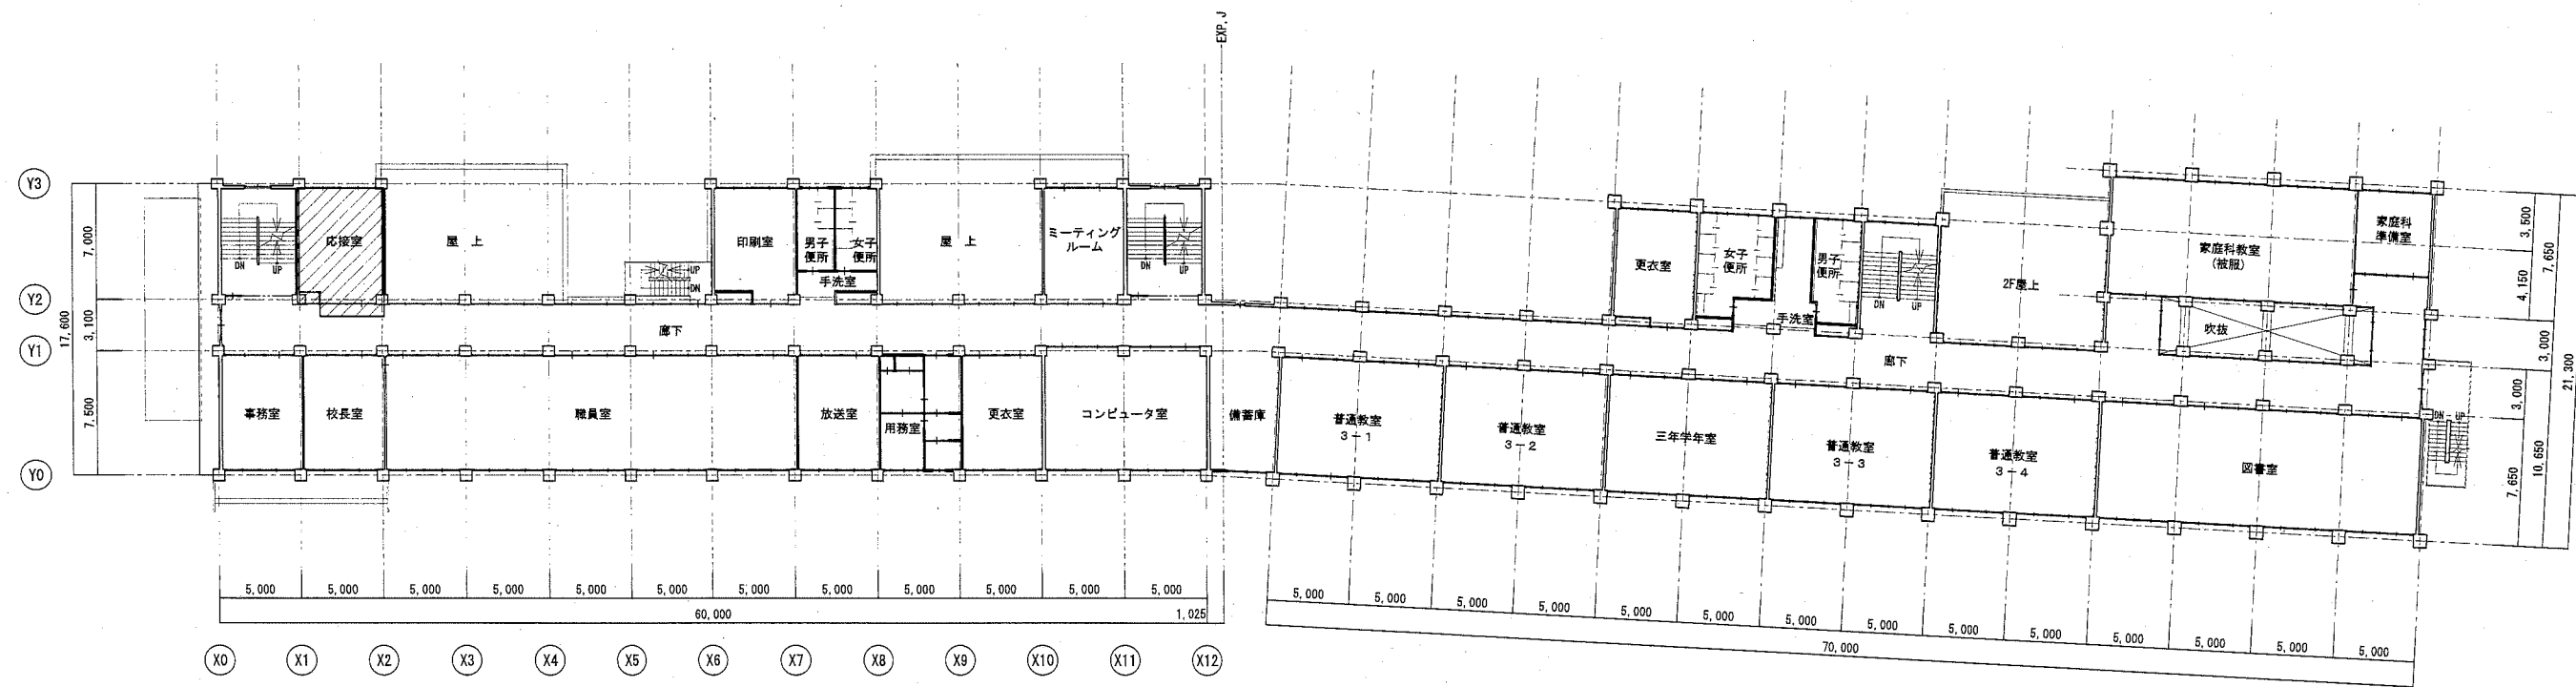 EXP.J
Y3
Y2
Y1
Y0
17,600
7,000
3,100
7,500
DN
UP
応接室
屋 上
UP
DN
印刷室
男子
便所
女子
便所
手洗室
屋 上
ミーティング
ルーム
DN
UP
廊下
事務室
校長室
職員室
放送室
用務室
更衣室
コンピュータ室
備蓄庫
普通教室
3-1
普通教室
3-2
三年学年室
普通教室
3-3
普通教室
3-4
図書室
更衣室
女子
便所
男子
便所
手洗室
DN
UP
2F屋上
廊下
家庭科教室
(被服)
家庭科
準備室
吹抜
DN
UP
3,500
4,150
7,650
3,000
3,000
7,650
10,650
21,300
5,000
5,000
5,000
5,000
5,000
5,000
5,000
5,000
5,000
5,000
5,000
5,000
60,000
1,025
5,000
5,000
5,000
5,000
5,000
5,000
5,000
5,000
5,000
5,000
5,000
5,000
5,000
5,000
70,000
X0
X1
X2
X3
X4
X5
X6
X7
X8
X9
X10
X11
X12